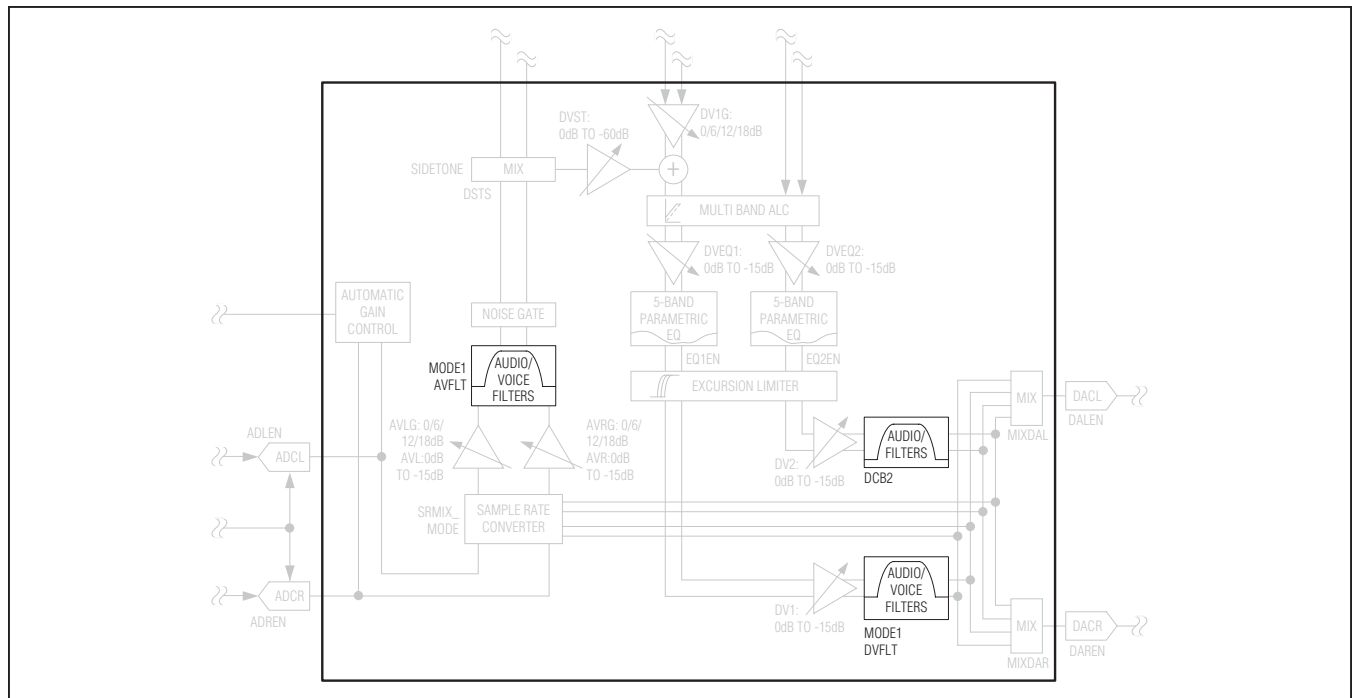 DVST:
0dB TO -60dB
DV1G:
0/6/12/18dB
SIDETONE
MIX
+
DSTS
MULTI BAND ALC
DVEQ1:
0dB TO -15dB
DVEQ2:
0dB TO -15dB
AUTOMATIC
GAIN
CONTROL
NOISE GATE
5-BAND
PARAMETRIC
EQ
5-BAND
PARAMETRIC
EQ
EQ1EN
EQ2EN
MODE1
AVFLT
AUDIO/
VOICE
FILTERS
EXCURSION LIMITER
MIX
DACL
DALEN
MIXDAL
AVLG: 0/6/
12/18dB
AVL:0dB
TO -15dB
AVRG: 0/6/
12/18dB
AVR:0dB
TO -15dB
ADLEN
ADCL
DV2:
0dB TO -15dB
AUDIO/
FILTERS
DCB2
SRMIX_
MODE
SAMPLE RATE
CONVERTER
ADCR
ADREN
DV1:
0dB TO -15dB
AUDIO/
VOICE
FILTERS
MODE1
DVFLT
MIX
DACR
DAREN
MIXDAR